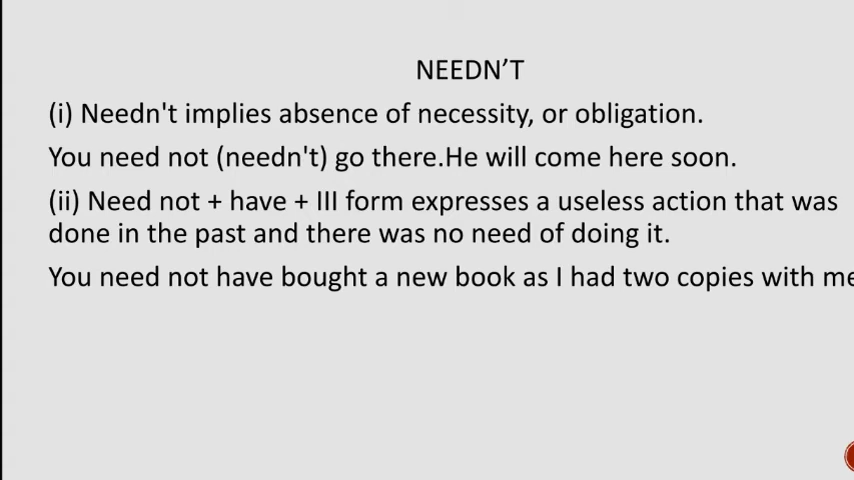 NEEDN’T
(i) Needn't implies absence of necessity, or obligation.
You need not (needn't) go there.He will come here soon.
(ii) Need not + have + III form expresses a useless action that was
done in the past and there was no need of doing it.
You need not have bought a new book as I had two copies with me